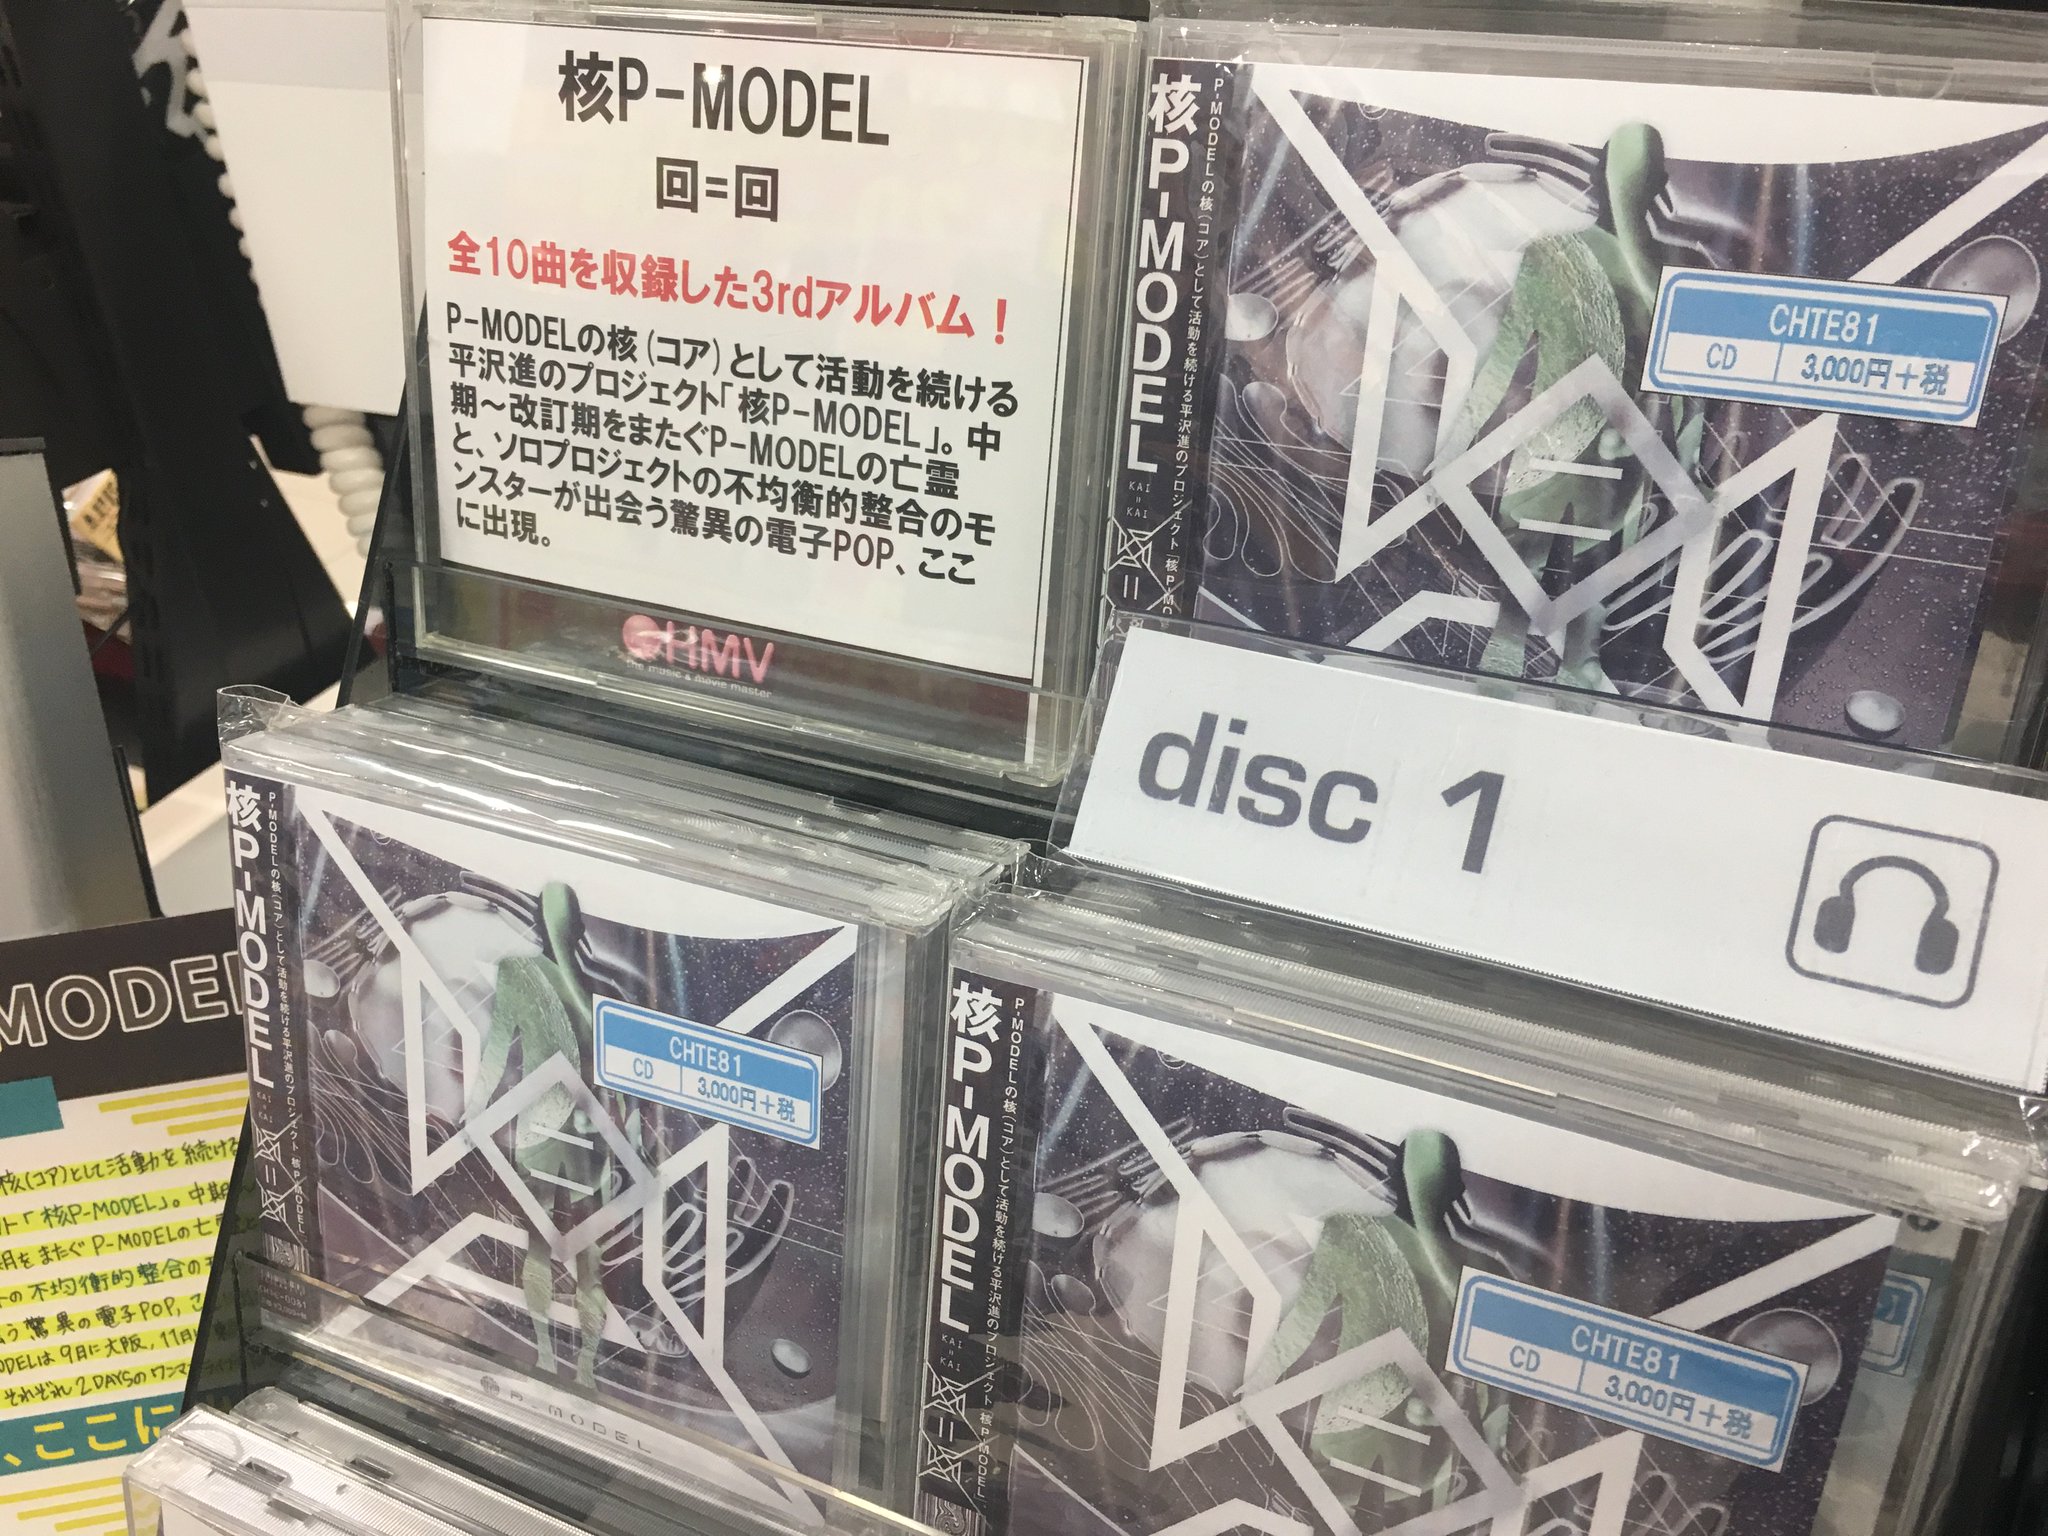 核P-MODEL
回=回
全10曲を収録した3rdアルバム！
P-MODELの核(コア)として活動を続ける
平沢進のプロジェクト「核P-MODEL」。中
期～改訂期をまたぐP-MODELの亡霊
と、ソロプロジェクトの不均衡的整合のモ
ンスターが出会う驚異の電子POP、ここ
に出現。
HMV
the music & movie master
核P-MODEL
P-MODELの核(コア)として活動を続ける平沢進のプロジェクト「核P-MO
KAI
=
KAI
CHTE81
CD
3,000円＋税
disc 1
核P-MODEL
P-MODELの核(コア)として活動を続ける平沢進のプロジェクト 核P-MODEL
KAI
=
KAI
CHTE81
CD
3,000円＋税
P-MODEL
核P-MODEL
P-MODELの核(コア)として活動を続ける平沢進のプロジェクト 核P-MODEL
KAI
=
KAI
CHTE81
CD
3,000円＋税
MODEL
核(コア)として活動を続ける
ト「核P-MODEL」。中期
期をまたぐP-MODELの亡霊と
トの不均衡的整合のモ
う驚異の電子POP、こ
ODELは9月に大阪、11月に
それぞれ2DAYSのワンマンライブ
、ここに